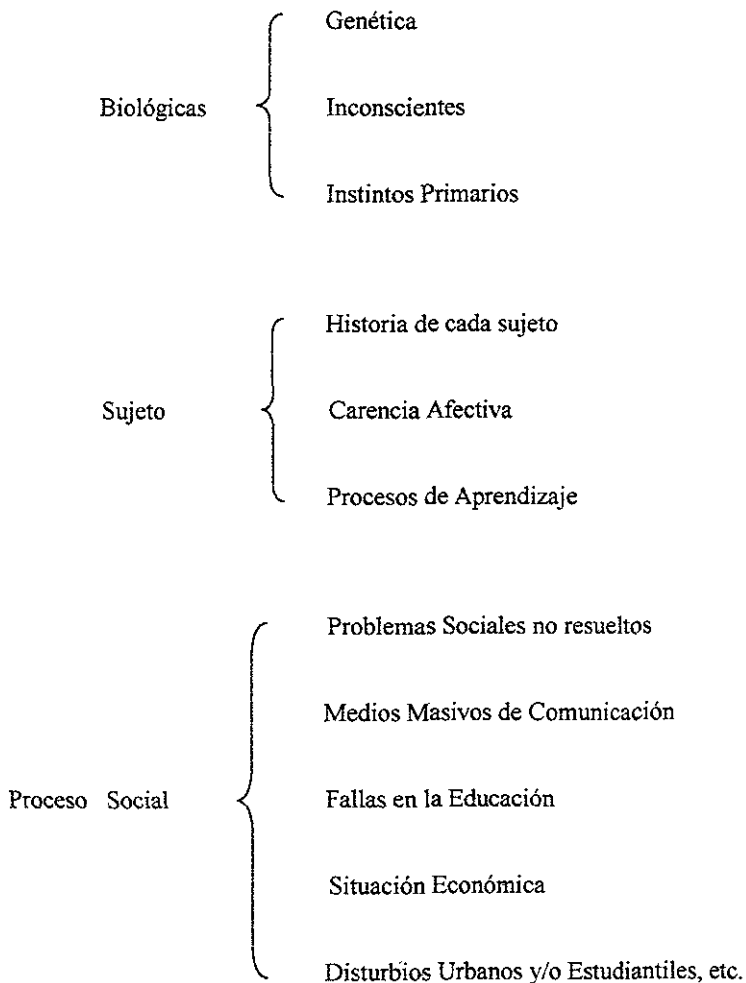 Genética
Biológicas
Inconscientes
Instintos Primarios
Historia de cada sujeto
Sujeto
Carencia Afectiva
Procesos de Aprendizaje
Problemas Sociales no resueltos
Medios Masivos de Comunicación
Proceso Social
Fallas en la Educación
Situación Económica
Disturbios Urbanos y/o Estudiantiles, etc.